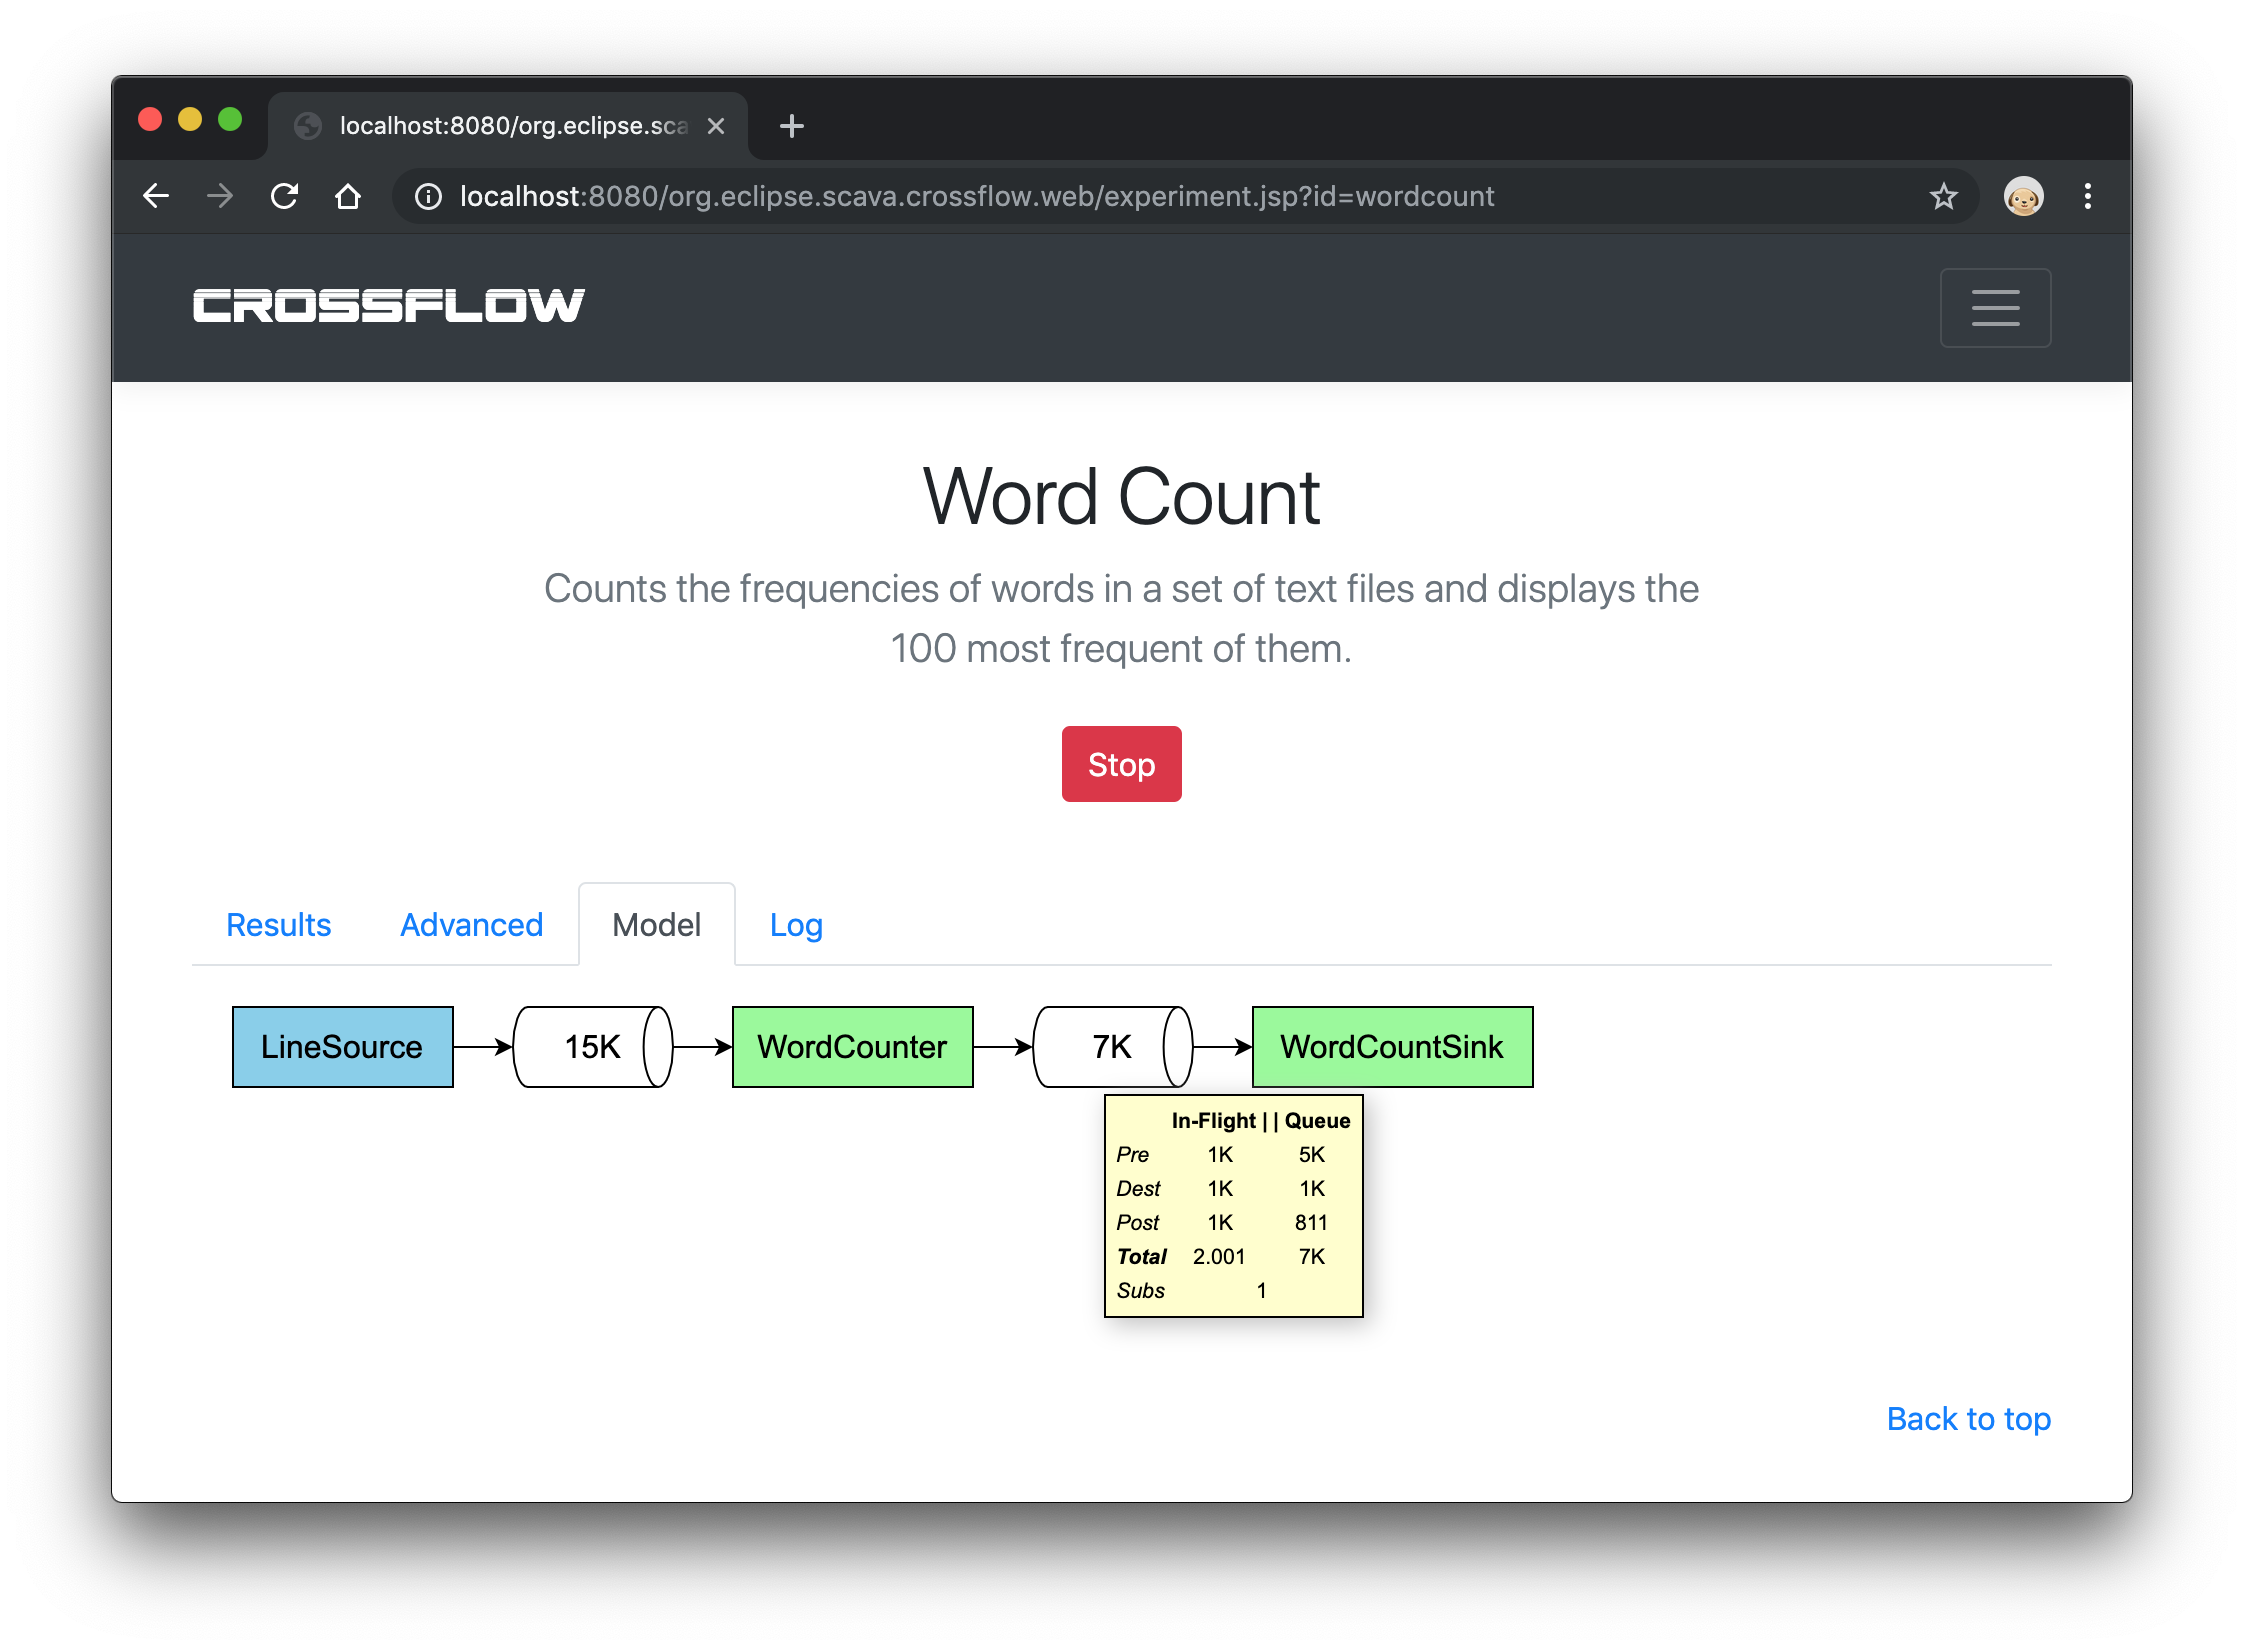 localhost:8080/org.eclipse.sca
localhost:8080/org.eclipse.scava.crossflow.web/experiment.jsp?id=wordcount
CROSSFLOW
Word Count
Counts the frequencies of words in a set of text files and displays the
100 most frequent of them.
Stop
Results Advanced Model Log
LineSource 15K WordCounter 7K WordCountSink
In-Flight | | Queue
Pre 1K 5K
Dest 1K 1K
Post 1K 811
Total 2.001 7K
Subs 1
Back to top